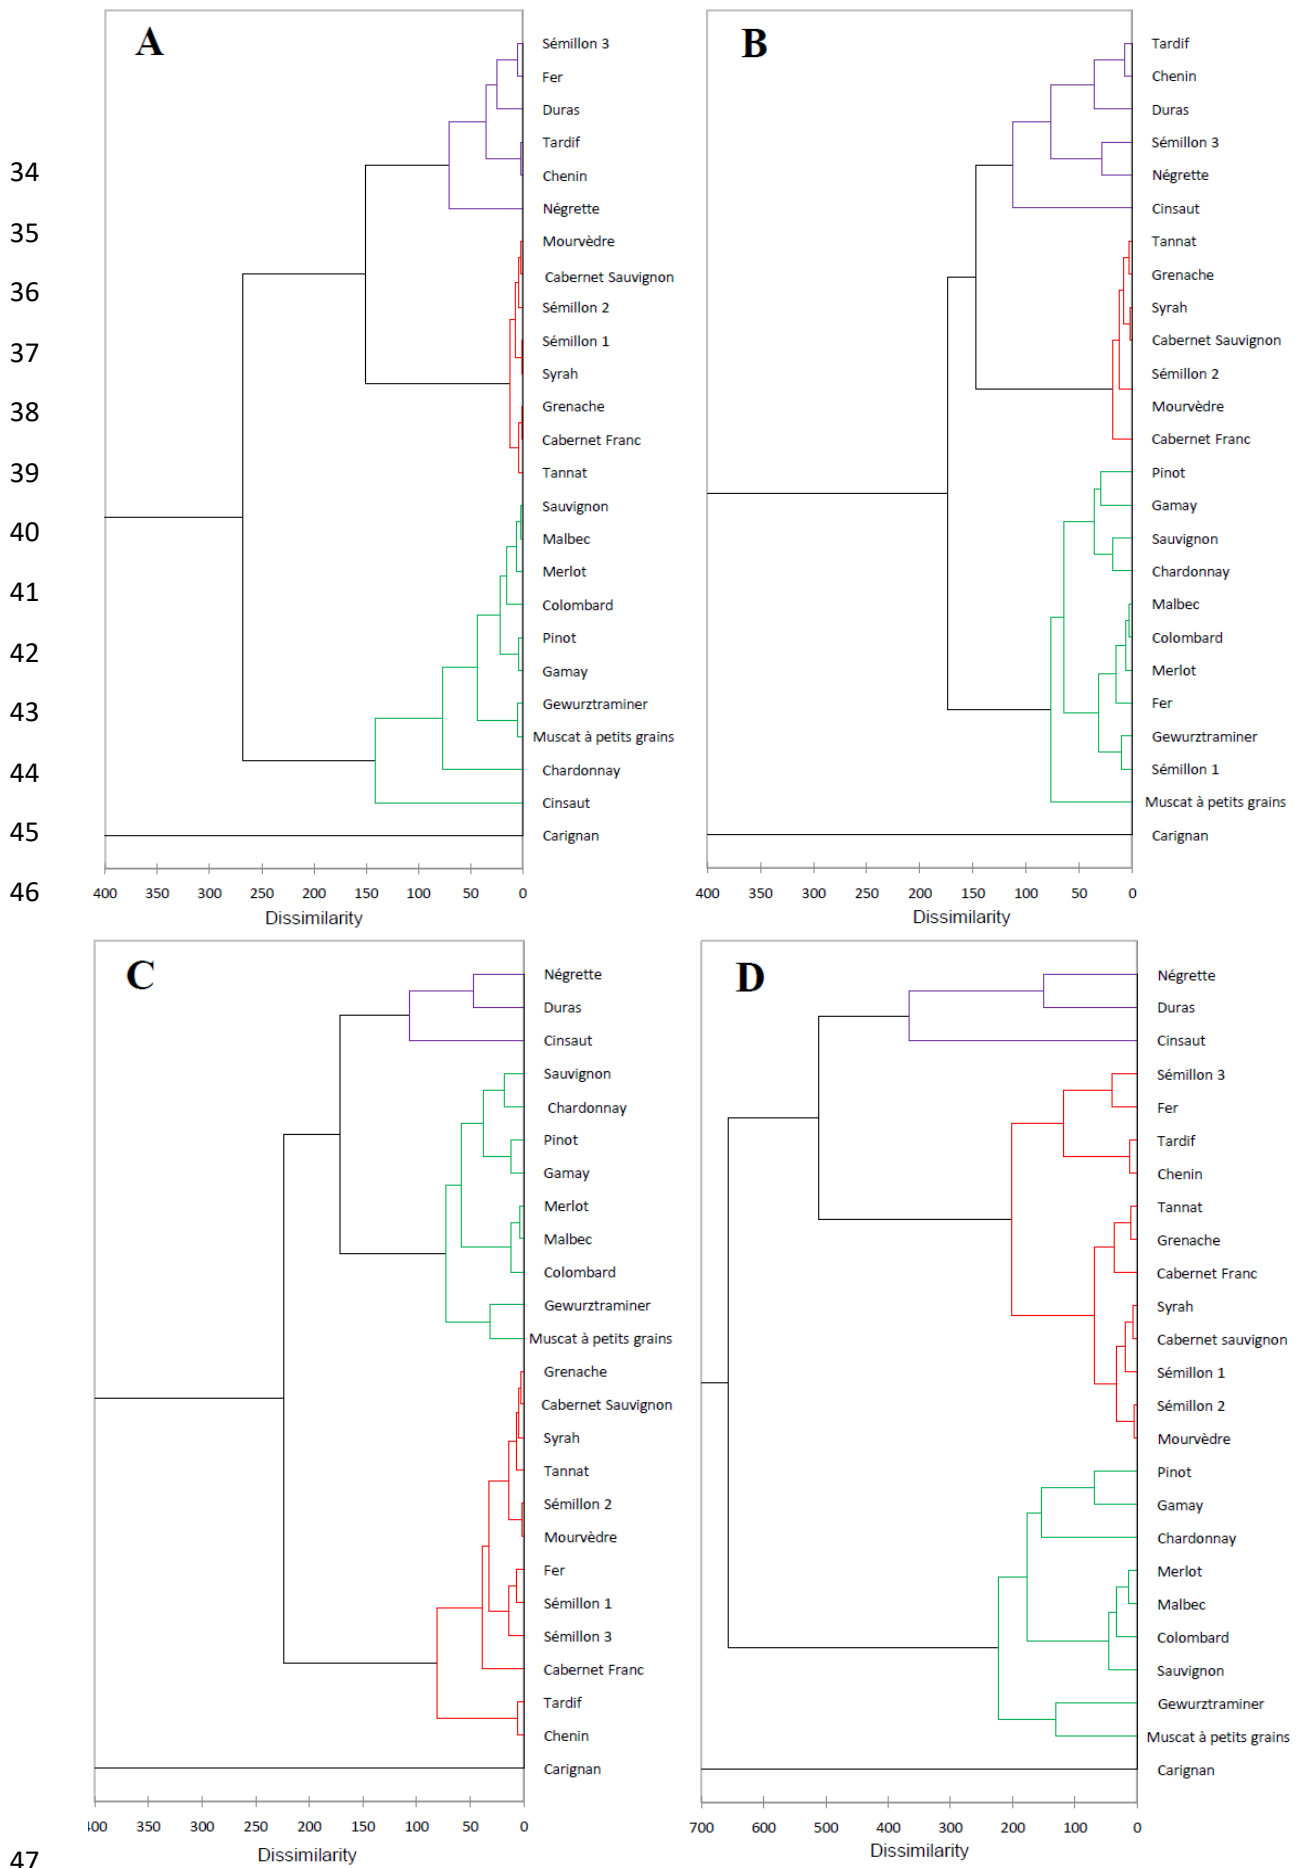 A
Sémillon 3
Fer
Duras
Tardif
Chenin
Négrette
Mourvèdre
Cabernet Sauvignon
Sémillon 2
Sémillon 1
Syrah
Grenache
Cabernet Franc
Tannat
Sauvignon
Malbec
Merlot
Colombard
Pinot
Gamay
Gewurztraminer
Muscat à petits grains
Chardonnay
Cinsaut
Carignan
400 350 300 250 200 150 100 50 0
Dissimilarity
B
Tardif
Chenin
Duras
Sémillon 3
Négrette
Cinsaut
Tannat
Grenache
Syrah
Cabernet Sauvignon
Sémillon 2
Mourvèdre
Cabernet Franc
Pinot
Gamay
Sauvignon
Chardonnay
Malbec
Colombard
Merlot
Fer
Gewurztraminer
Sémillon 1
Muscat à petits grains
Carignan
400 350 300 250 200 150 100 50 0
Dissimilarity
34
35
36
37
38
39
40
41
42
43
44
45
46
C
Négrette
Duras
Cinsaut
Sauvignon
Chardonnay
Pinot
Gamay
Merlot
Malbec
Colombard
Gewurztraminer
Muscat à petits grains
Grenache
Cabernet Sauvignon
Syrah
Tannat
Sémillon 2
Mourvèdre
Fer
Sémillon 1
Sémillon 3
Cabernet Franc
Tardif
Chenin
Carignan
400 350 300 250 200 150 100 50 0
Dissimilarity
D
Négrette
Duras
Cinsaut
Sémillon 3
Fer
Tardif
Chenin
Tannat
Grenache
Cabernet Franc
Syrah
Cabernet sauvignon
Sémillon 1
Sémillon 2
Mourvèdre
Pinot
Gamay
Chardonnay
Merlot
Malbec
Colombard
Sauvignon
Gewurztraminer
Muscat à petits grains
Carignan
700 600 500 400 300 200 100 0
Dissimilarity
47